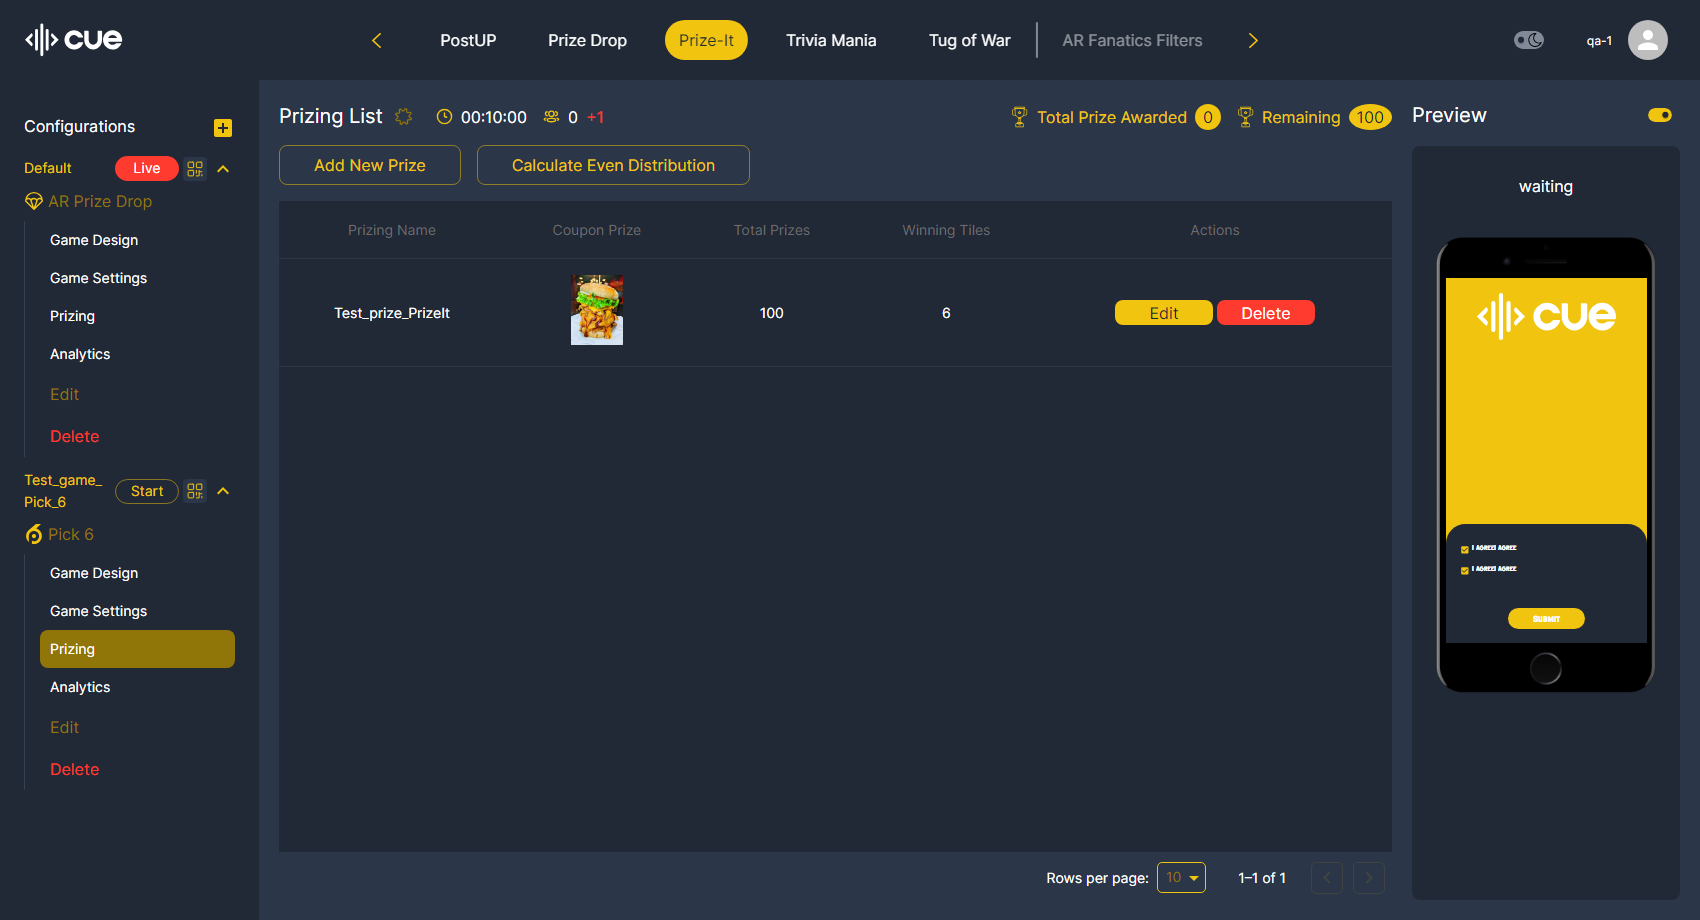 cue
PostUP
Prize Drop
Prize-It
Trivia Mania
Tug of War
AR Fanatics Filters
qa-1
Configurations
Default
Live
AR Prize Drop
Game Design
Game Settings
Prizing
Analytics
Edit
Delete
Test_game_
Pick_6
Start
Pick 6
Game Design
Game Settings
Prizing
Analytics
Edit
Delete
Prizing List
00:10:00
0 +1
Total Prize Awarded 0
Remaining 100
Add New Prize
Calculate Even Distribution
Prizing Name
Coupon Prize
Total Prizes
Winning Tiles
Actions
Test_prize_PrizeIt
100
6
Edit
Delete
Rows per page: 10
1–1 of 1
Preview
waiting
cue
I AGREEI AGREE
I AGREEI AGREE
SUBMIT